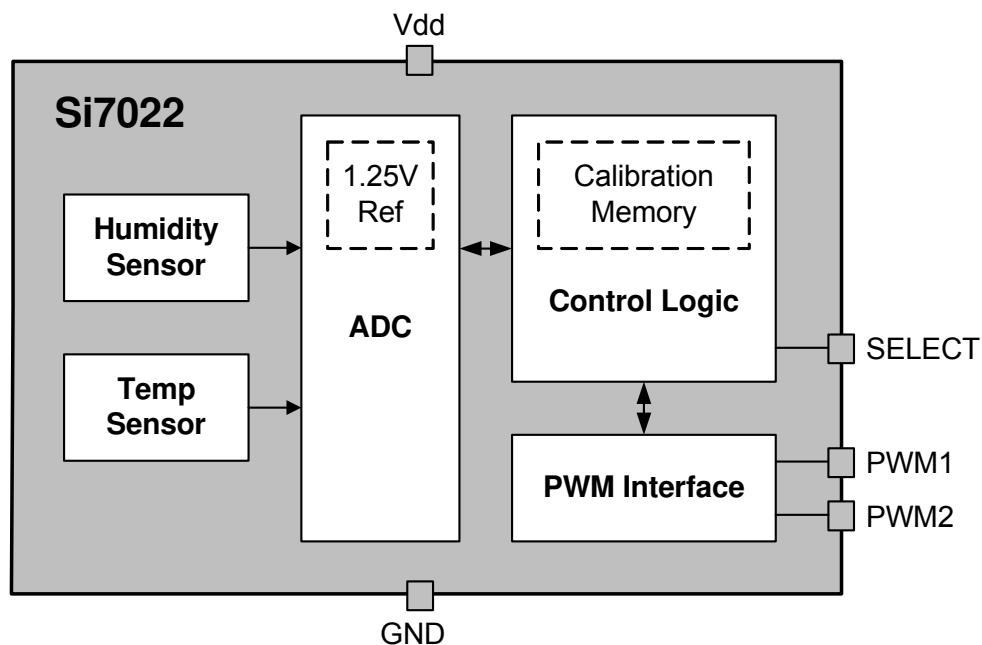 Vdd
Si7022
1.25V
Ref
Calibration
Memory
Humidity
Sensor
ADC
Control Logic
SELECT
Temp
Sensor
PWM Interface
PWM1
PWM2
GND